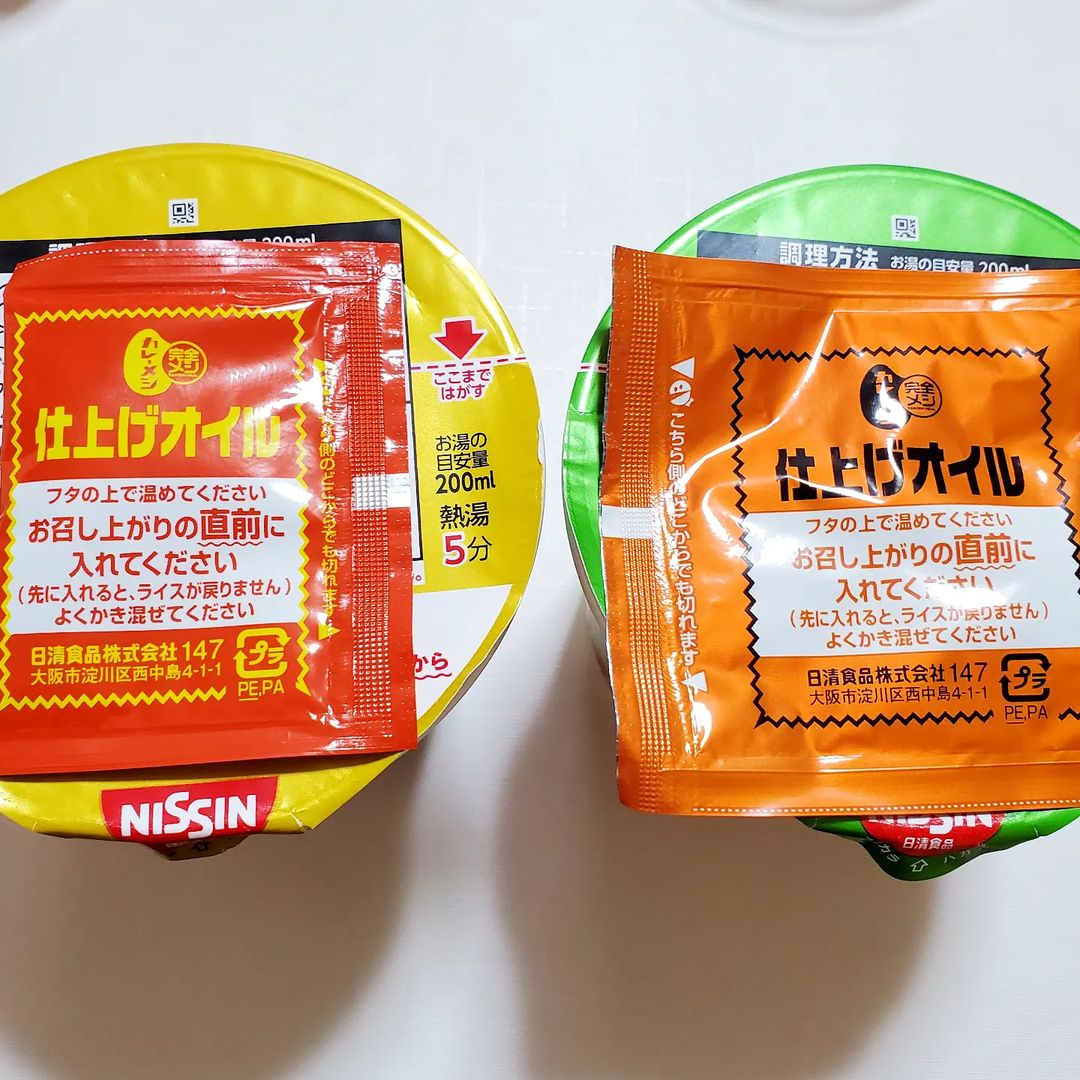 200ml
カレーメシ
完全メシ
仕上げオイル
フタの上で温めてください
お召し上がりの直前に
入れてください
(先に入れると、ライスが戻りません)
よくかき混ぜてください
日清食品株式会社 147
大阪市淀川区西中島4-1-1
プラ
PE,PA
ここまで
はがす
お湯の
目安量
200ml
熱湯
5分
から
NISSIN
調理方法 お湯の目安量 200ml
こちら側のどこからでも切れます
完全メシ
仕上げオイル
フタの上で温めてください
お召し上がりの直前に
入れてください
(先に入れると、ライスが戻りません)
よくかき混ぜてください
日清食品株式会社 147
大阪市淀川区西中島4-1-1
プラ
PE,PA
NISSIN
日清食品